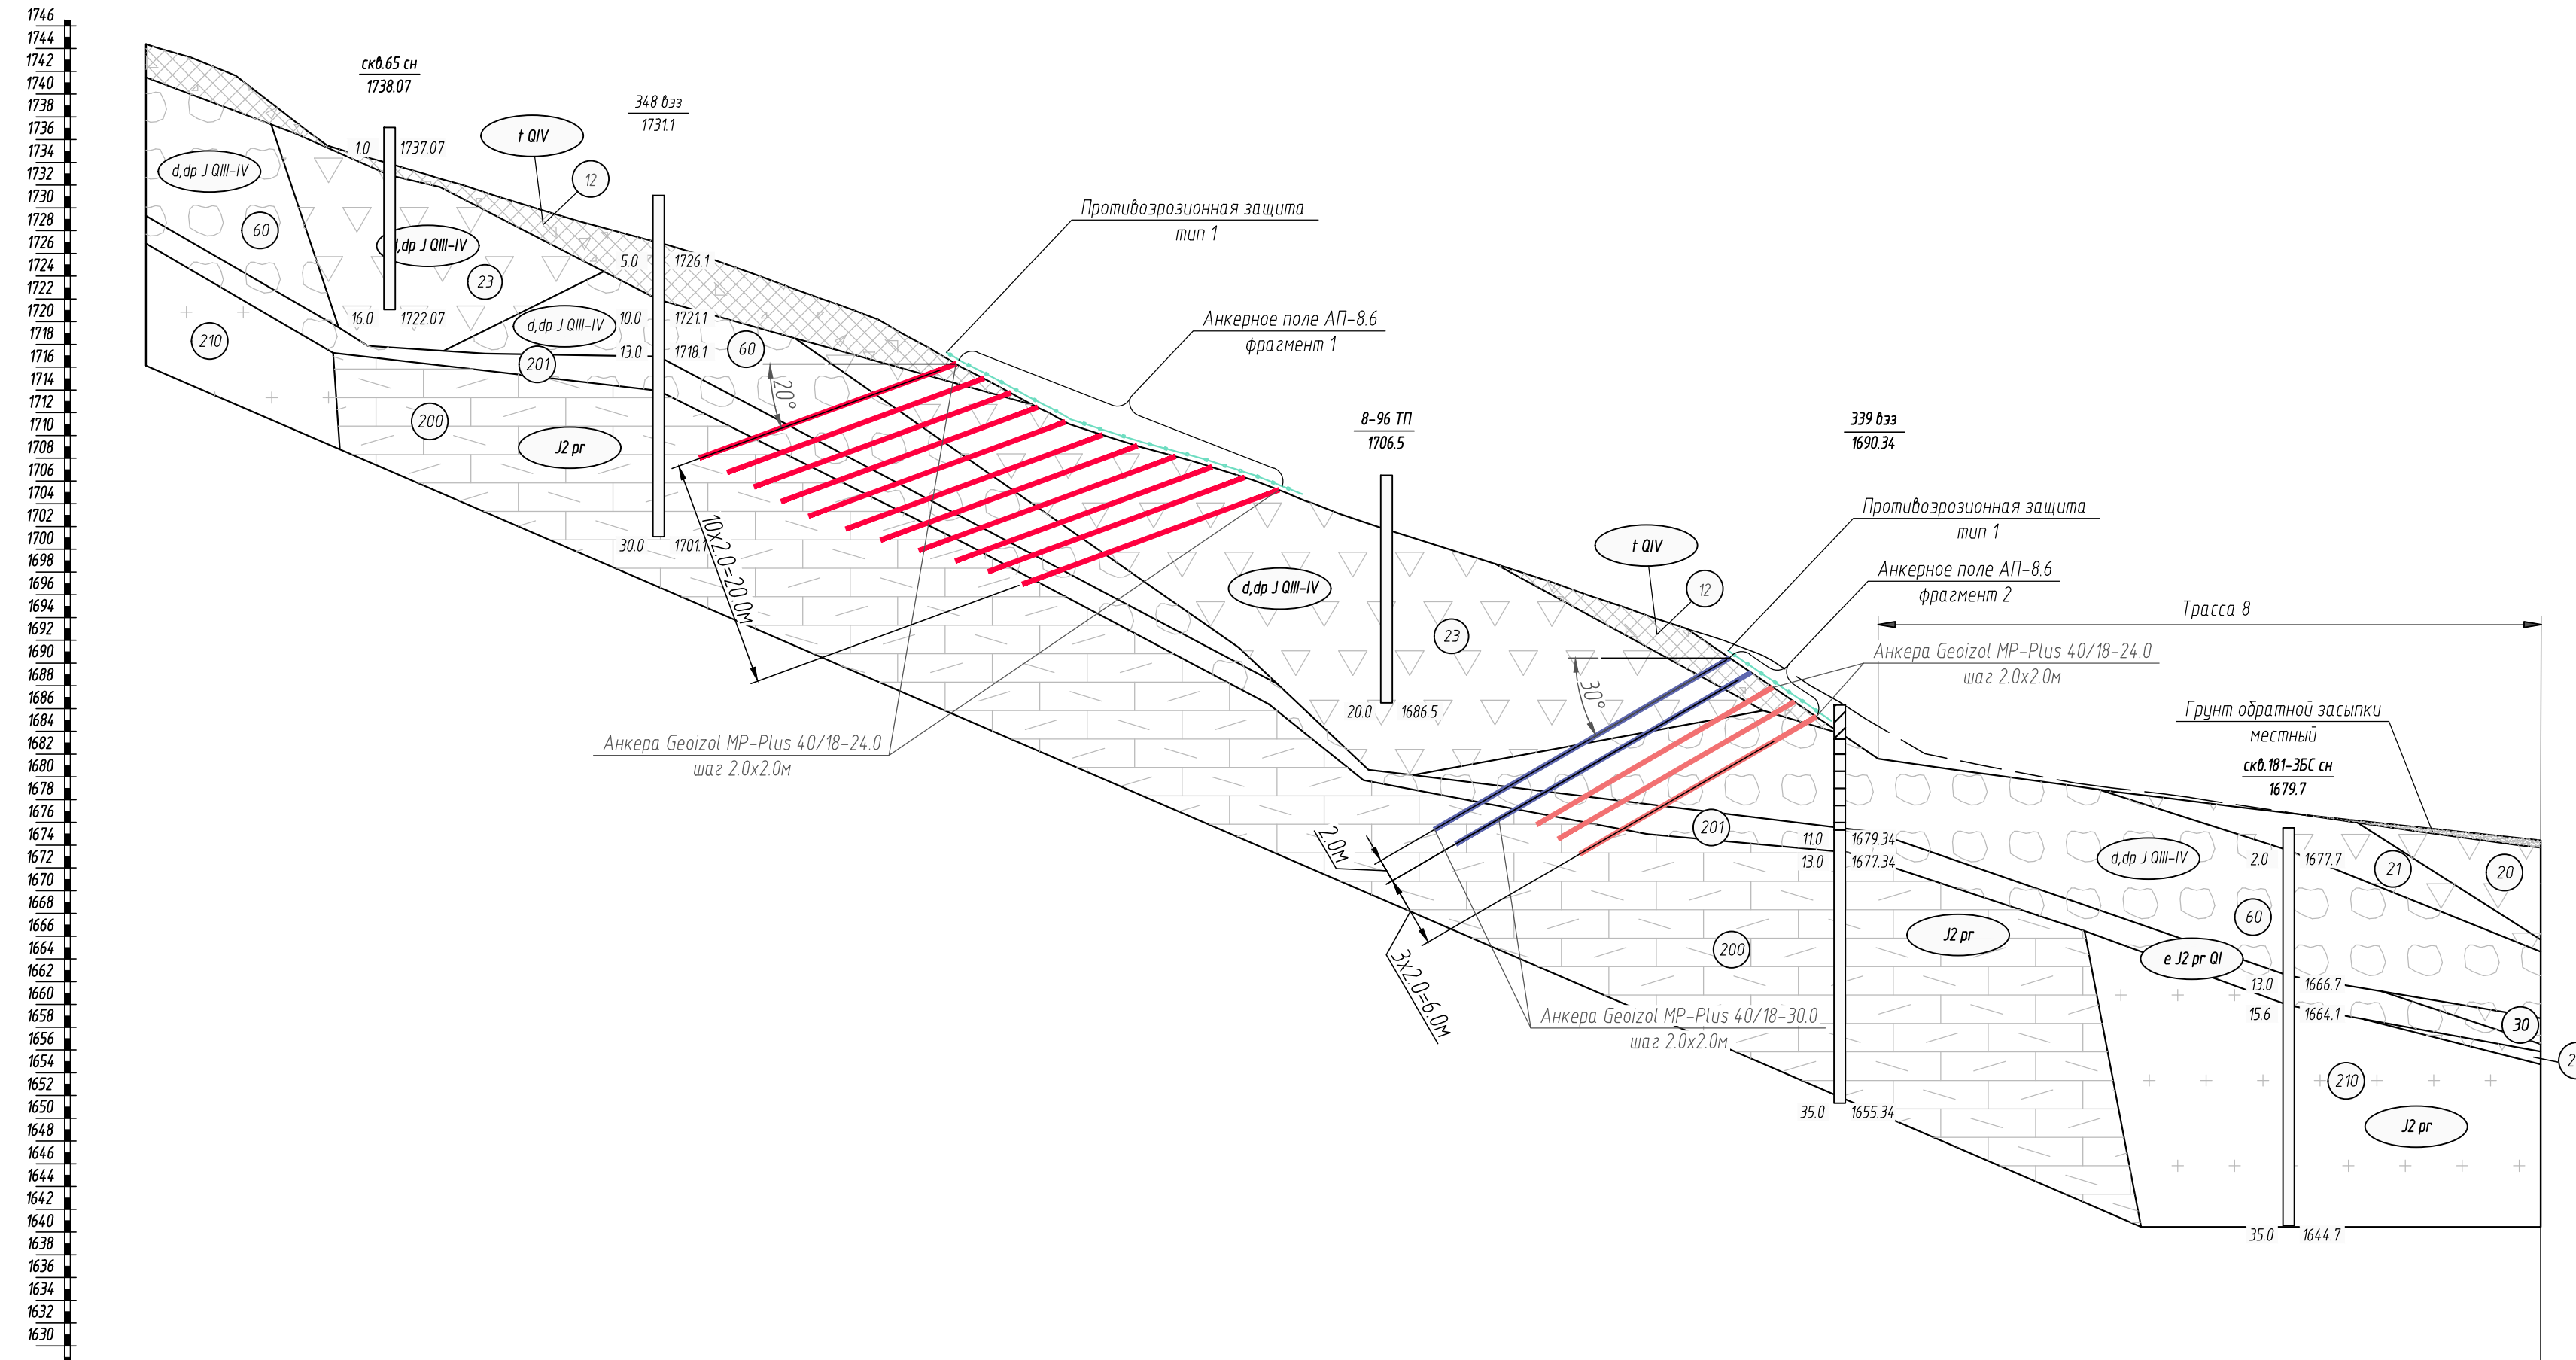 1746
1744
1742
1740
1738
1736
1734
1732
1730
1728
1726
1724
1722
1720
1718
1716
1714
1712
1710
1708
1706
1704
1702
1700
1698
1696
1694
1692
1690
1688
1686
1684
1682
1680
1678
1676
1674
1672
1670
1668
1666
1664
1662
1660
1658
1656
1654
1652
1650
1648
1646
1644
1642
1640
1638
1636
1634
1632
1630
скв.65 сн
1738.07
1.0 1737.07
16.0 1722.07
d,dp J QIII-IV
60
210
d,dp J QIII-IV
23
t QIV
12
348 вэз
1731.1
5.0 1726.1
10.0 1721.1
13.0 1718.1
30.0 1701.1
d,dp J QIII-IV
201
60
200
J2 pr
20°
10x2.0=20.0м
Противоэрозионная защита
тип 1
Анкерное поле АП-8.6
фрагмент 1
Анкера Geoizol MP-Plus 40/18-24.0
шаг 2.0x2.0м
8-96 ТП
1706.5
20.0 1686.5
d,dp J QIII-IV
23
t QIV
12
339 вэз
1690.34
11.0 1679.34
13.0 1677.34
35.0 1655.34
Противоэрозионная защита
тип 1
Анкерное поле АП-8.6
фрагмент 2
Анкера Geoizol MP-Plus 40/18-24.0
шаг 2.0x2.0м
30°
2.0м
3x2.0=6.0м
Анкера Geoizol MP-Plus 40/18-30.0
шаг 2.0x2.0м
201
200
J2 pr
Трасса 8
Грунт обратной засыпки
местный
скв.181-3БС сн
1679.7
2.0 1677.7
13.0 1666.7
15.6 1664.1
35.0 1644.7
d,dp J QIII-IV
60
e J2 pr QI
21
20
30
210
J2 pr